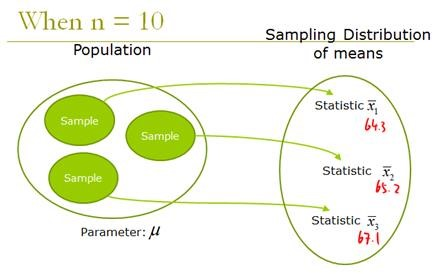 When n = 10
Population
Sampling Distribution
of means
Sample
Sample
Sample
Parameter: μ
Statistic x̅₁
64.3
Statistic x̅₂
65.2
Statistic x̅₃
67.1